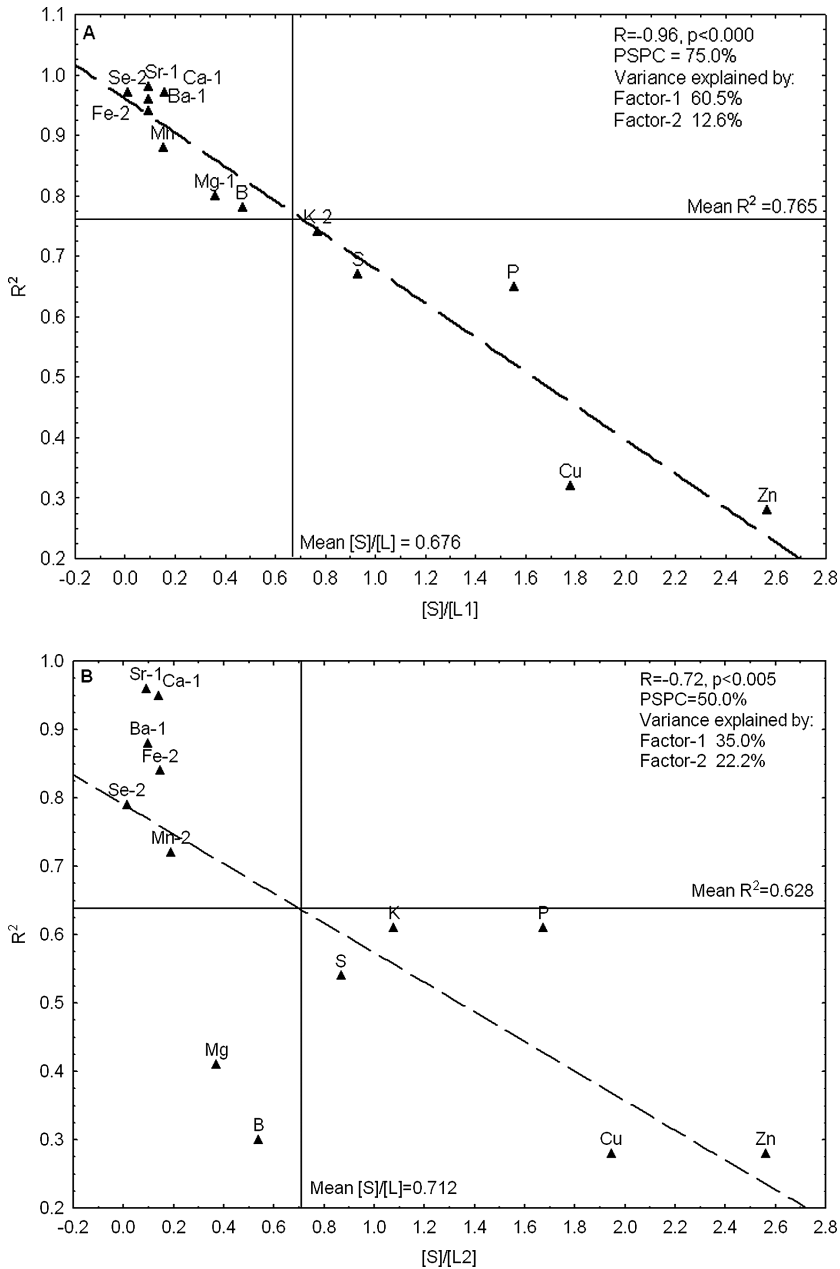 A
R=-0.96, p<0.000
PSPC = 75.0%
Variance explained by:
Factor-1 60.5%
Factor-2 12.6%
Se-2
Sr-1
Ca-1
Ba-1
Fe-2
Mn
Mg-1
B
K-2
S
P
Cu
Zn
Mean R² =0.765
Mean [S]/[L] = 0.676
R²
1.1
1.0
0.9
0.8
0.7
0.6
0.5
0.4
0.3
0.2
-0.2 0.0 0.2 0.4 0.6 0.8 1.0 1.2 1.4 1.6 1.8 2.0 2.2 2.4 2.6 2.8
[S]/[L1]
B
R=-0.72, p<0.005
PSPC=50.0%
Variance explained by:
Factor-1 35.0%
Factor-2 22.2%
Sr-1
Ca-1
Ba-1
Fe-2
Se-2
Mn-2
K
P
S
Mg
B
Cu
Zn
Mean R²=0.628
Mean [S]/[L]=0.712
R²
1.0
0.9
0.8
0.7
0.6
0.5
0.4
0.3
0.2
-0.2 0.0 0.2 0.4 0.6 0.8 1.0 1.2 1.4 1.6 1.8 2.0 2.2 2.4 2.6 2.8
[S]/[L2]